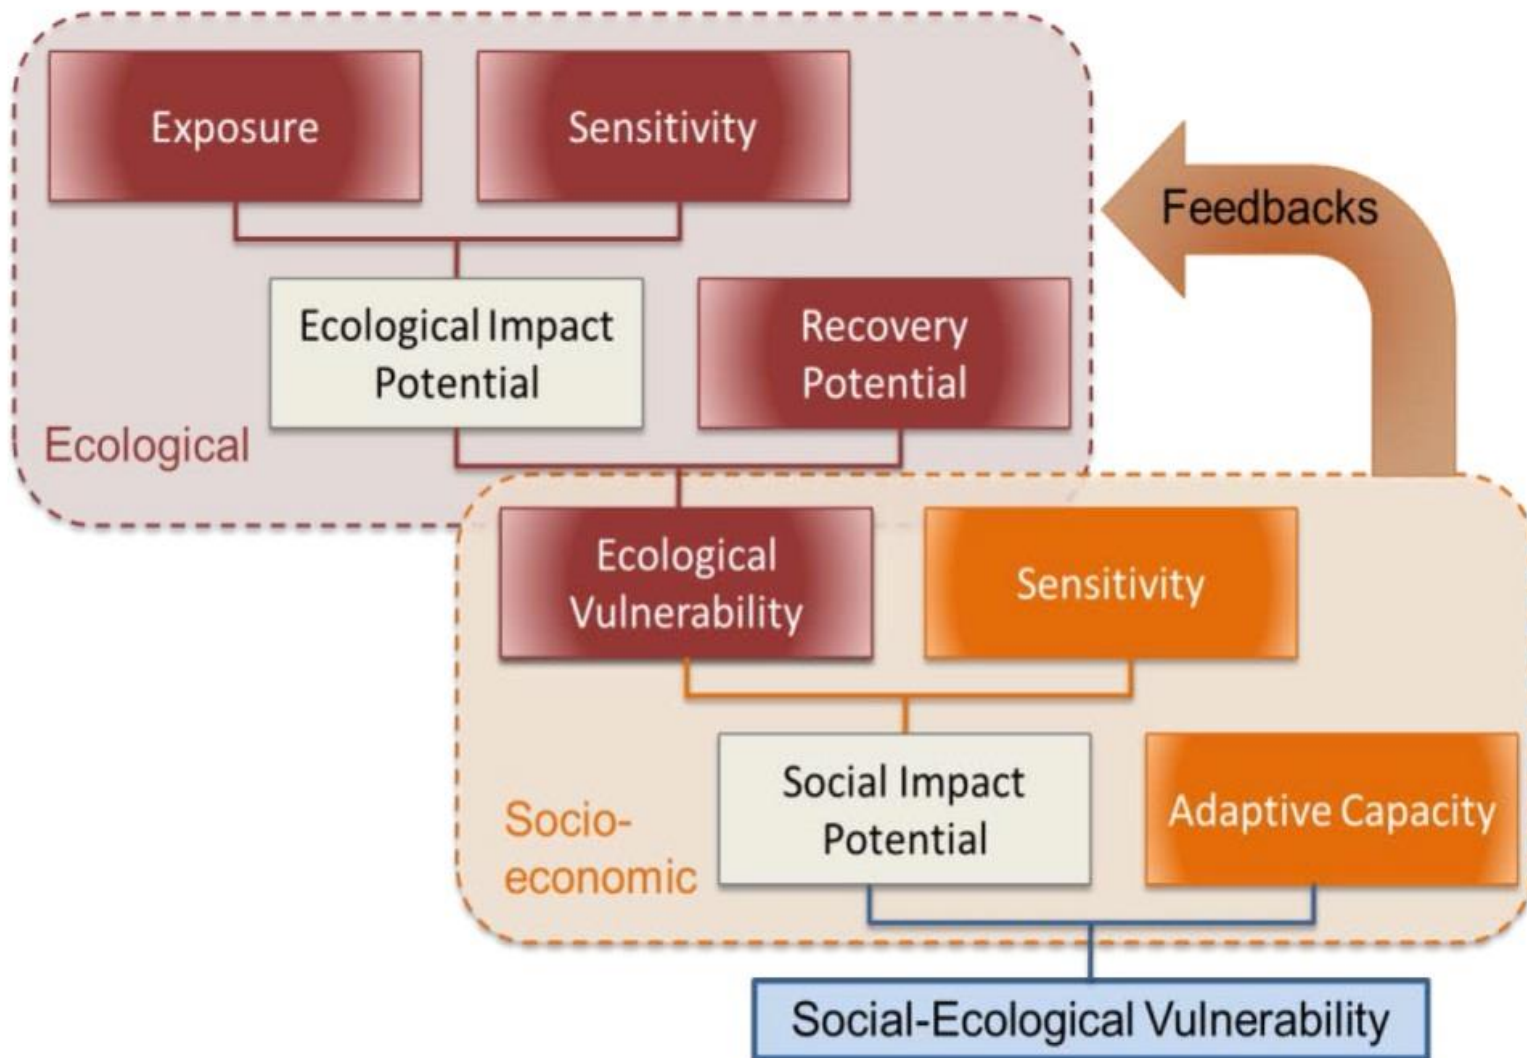 Exposure
Sensitivity
Feedbacks
Ecological Impact
Potential
Recovery
Potential
Ecological
Ecological
Vulnerability
Sensitivity
Social Impact
Potential
Adaptive Capacity
Socio-
economic
Social-Ecological Vulnerability